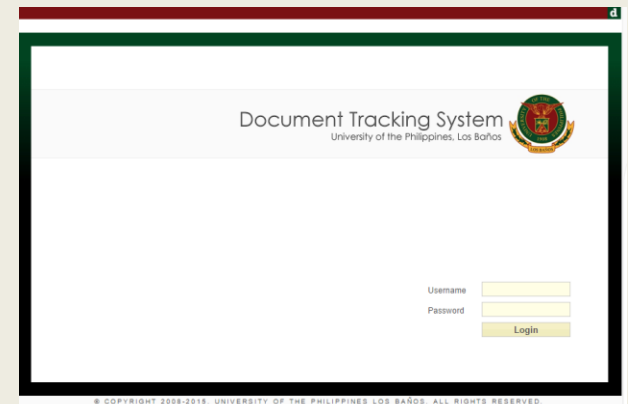 d
Document Tracking System
University of the Philippines, Los Baños
Username
Password
Login
© COPYRIGHT 2008-2015. UNIVERSITY OF THE PHILIPPINES LOS BAÑOS. ALL RIGHTS RESERVED.